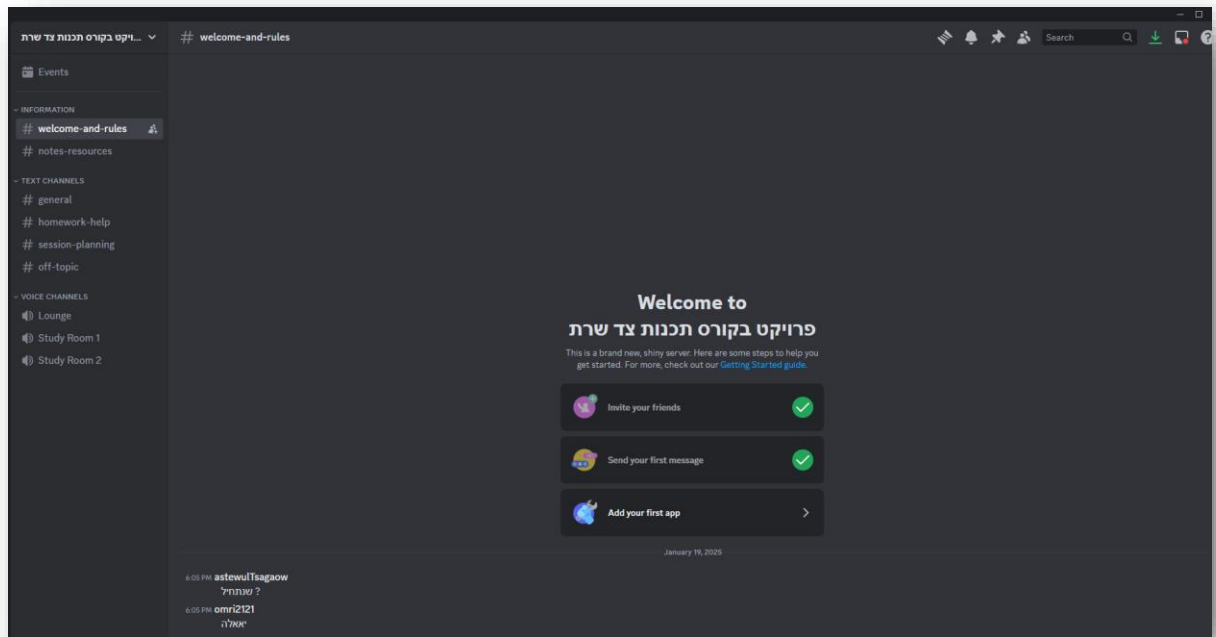 ויקט בקורס תכנות צד שרת...
welcome-and-rules
Search
Events
INFORMATION
welcome-and-rules
notes-resources
TEXT CHANNELS
general
homework-help
session-planning
off-topic
VOICE CHANNELS
Lounge
Study Room 1
Study Room 2
Welcome to
פרויקט בקורס תכנות צד שרת
This is a brand new, shiny server. Here are some steps to help you
get started. For more, check out our Getting Started guide.
Invite your friends
Send your first message
Add your first app
January 19, 2025
6:05 PM astewulTsagaow
שנתחיל ?
6:05 PM omri2121
יאאלה